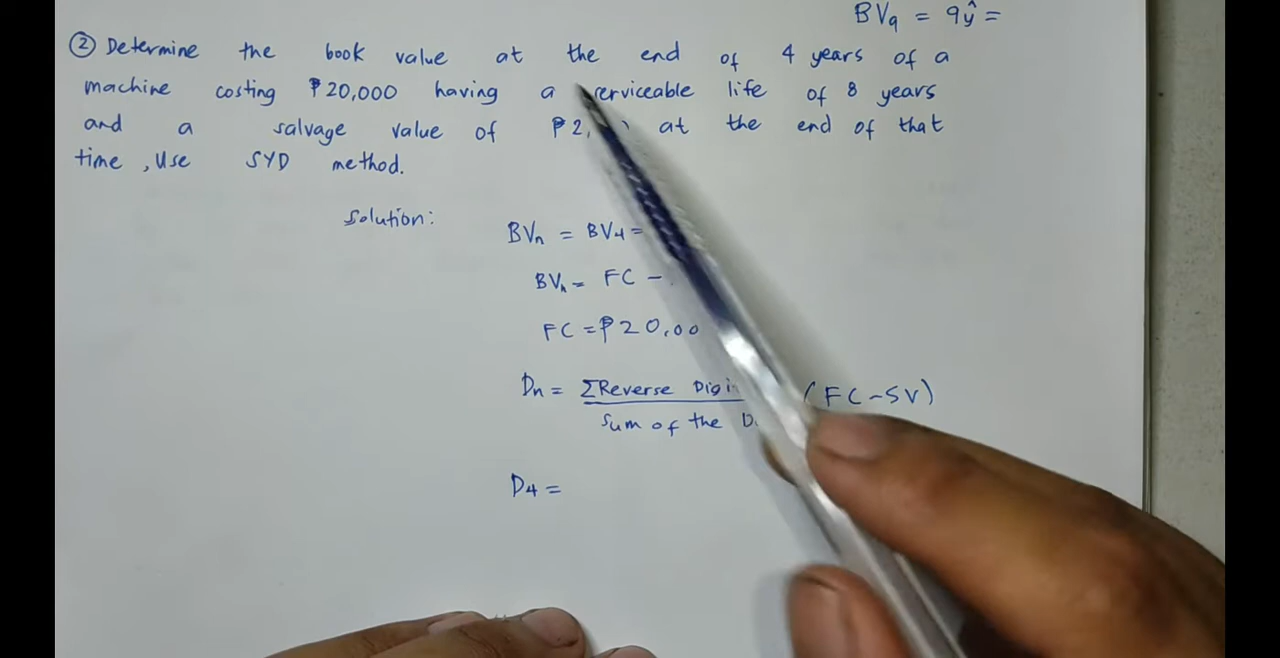 BV9 = 9ŷ =
② Determine the book value at the end of 4 years of a
machine costing ₱20,000 having a serviceable life of 8 years
and a salvage value of ₱2, at the end of that
time, Use SYD method.
Solution:
BVn = BV4 =
BVn = FC -
FC = ₱20,00
Dn = ΣReverse Digi (FC-SV)
Sum of the D
D4 =